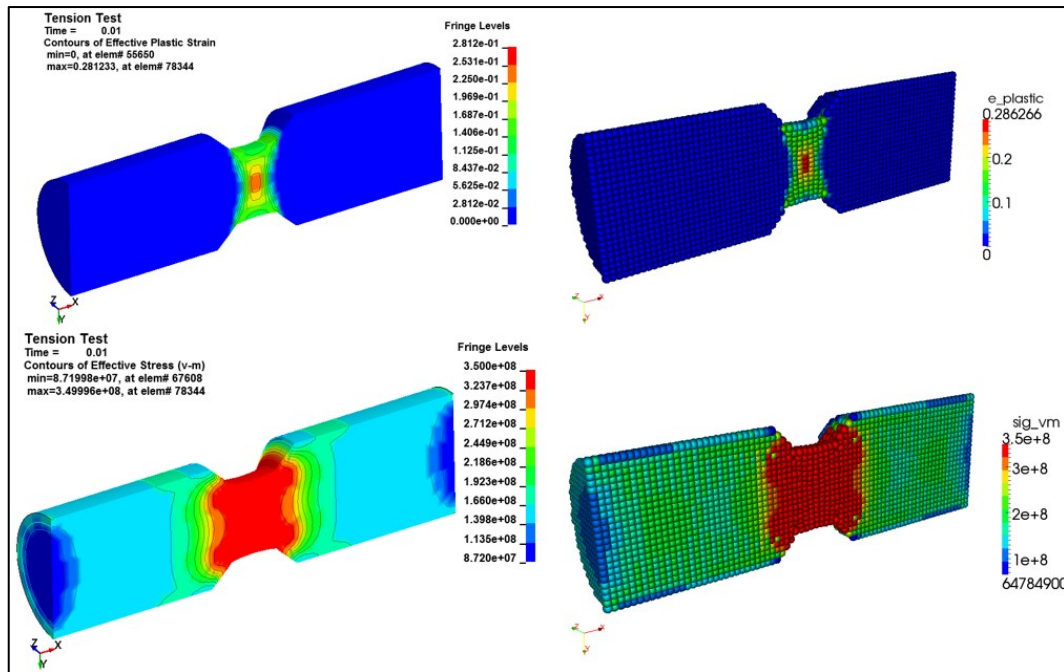 Tension Test
Time = 0.01
Contours of Effective Plastic Strain
min=0, at elem# 55650
max=0.281233, at elem# 78344
Fringe Levels
2.812e-01
2.531e-01
2.250e-01
1.969e-01
1.687e-01
1.406e-01
1.125e-01
8.437e-02
5.625e-02
2.812e-02
0.000e+00
Z X
Y
e_plastic
0.286266
0.2
0.1
0
Z X
Y
Tension Test
Time = 0.01
Contours of Effective Stress (v-m)
min=8.71998e+07, at elem# 67608
max=3.49996e+08, at elem# 78344
Fringe Levels
3.500e+08
3.237e+08
2.974e+08
2.712e+08
2.449e+08
2.186e+08
1.923e+08
1.660e+08
1.398e+08
1.135e+08
8.720e+07
Z X
Y
sig_vm
3.5e+8
3e+8
2e+8
1e+8
64784900
Z X
Y